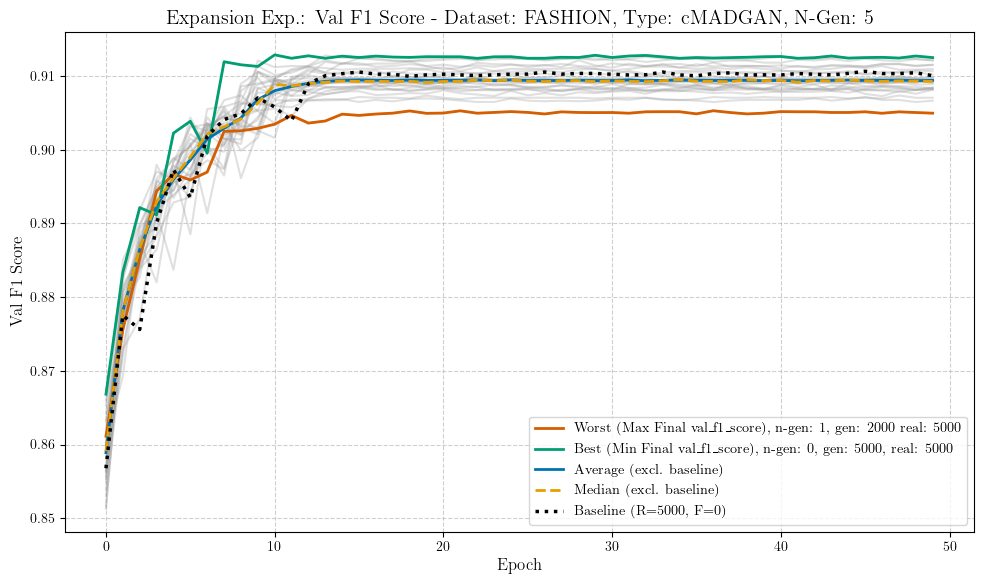 Expansion Exp.: Val F1 Score - Dataset: FASHION, Type: cMADGAN, N-Gen: 5
Val F1 Score
0.91
0.90
0.89
0.88
0.87
0.86
0.85
Worst (Max Final val_f1_score), n-gen: 1, gen: 2000 real: 5000
Best (Min Final val_f1_score), n-gen: 0, gen: 5000, real: 5000
Average (excl. baseline)
Median (excl. baseline)
Baseline (R=5000, F=0)
0 10 20 30 40 50
Epoch